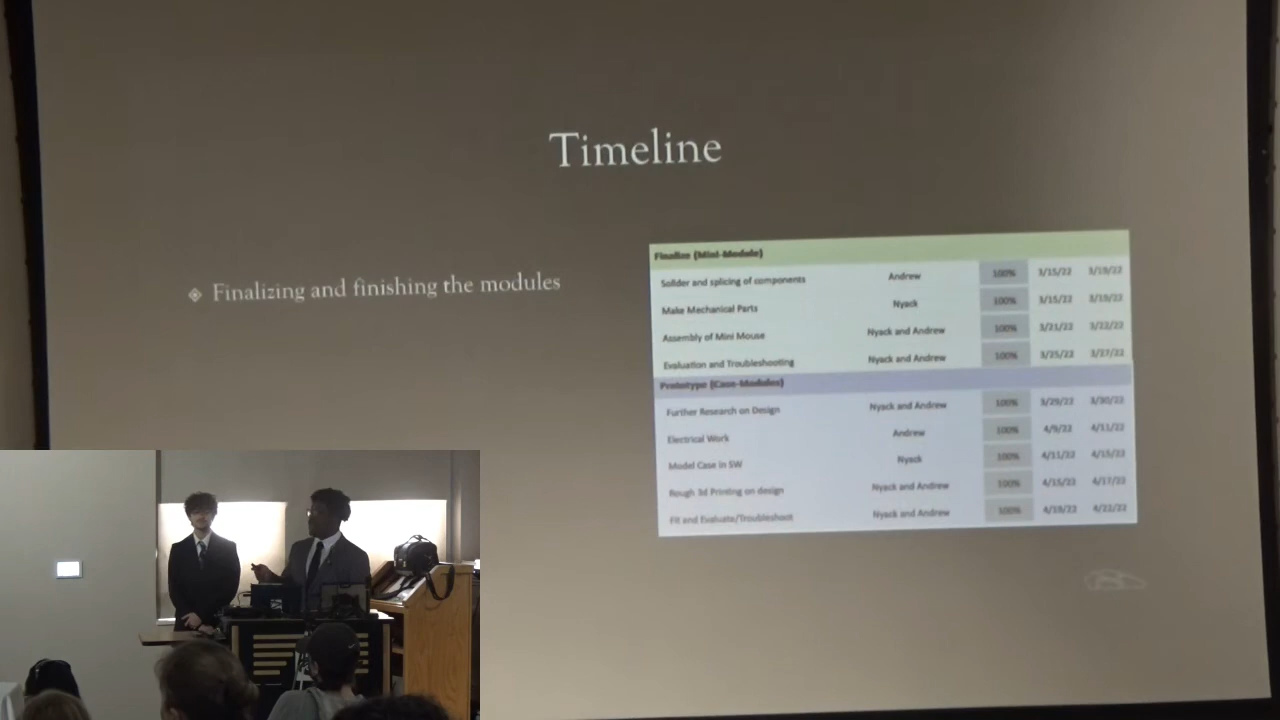 Timeline
Finalizing and finishing the modules
Finalize (Mini-Module)
Solider and splicing of components Andrew 100% 3/15/22 3/19/22
Make Mechanical Parts Nyack 100% 3/15/22 3/19/22
Assembly of Mini Mouse Nyack and Andrew 100% 3/21/22 3/22/22
Evaluation and Troubleshooting Nyack and Andrew 100% 3/25/22 3/27/22
Prototype (Case-Modules)
Further Research on Design Nyack and Andrew 100% 3/29/22 3/30/22
Electrical Work Andrew 100% 4/9/22 4/11/22
Model Case in SW Nyack 100% 4/11/22 4/15/22
Rough 3d Printing on design Nyack and Andrew 100% 4/15/22 4/17/22
Fit and Evaluate/Troubleshoot Nyack and Andrew 100% 4/19/22 4/22/22